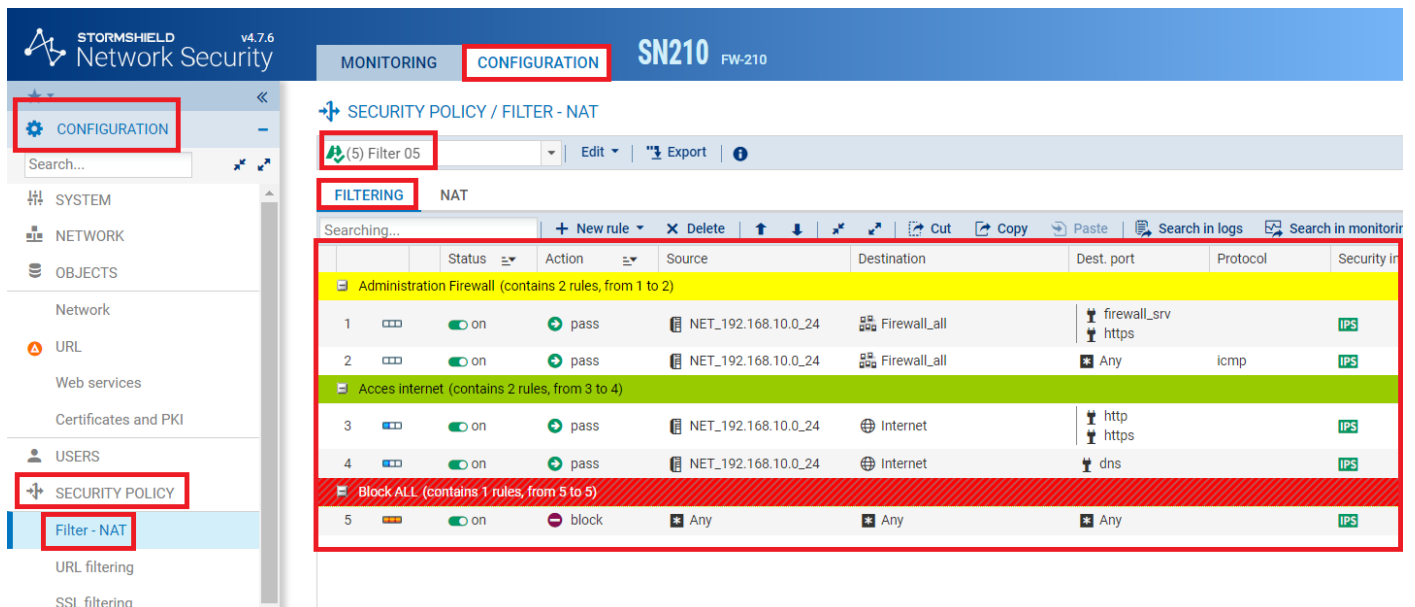 STORMSHIELD v4.7.6
Network Security
MONITORING CONFIGURATION SN210 FW-210
CONFIGURATION
Search...
SYSTEM
NETWORK
OBJECTS
Network
URL
Web services
Certificates and PKI
USERS
SECURITY POLICY
Filter - NAT
URL filtering
SSL filtering
SECURITY POLICY / FILTER - NAT
(5) Filter 05 Edit Export
FILTERING NAT
Searching... New rule Delete Cut Copy Paste Search in logs Search in monitorin
Status Action Source Destination Dest. port Protocol Security in
Administration Firewall (contains 2 rules, from 1 to 2)
1 on pass NET_192.168.10.0_24 Firewall_all firewall_srv
https IPS
2 on pass NET_192.168.10.0_24 Firewall_all Any icmp IPS
Acces internet (contains 2 rules, from 3 to 4)
3 on pass NET_192.168.10.0_24 Internet http
https IPS
4 on pass NET_192.168.10.0_24 Internet dns IPS
Block ALL (contains 1 rules, from 5 to 5)
5 on block Any Any Any IPS